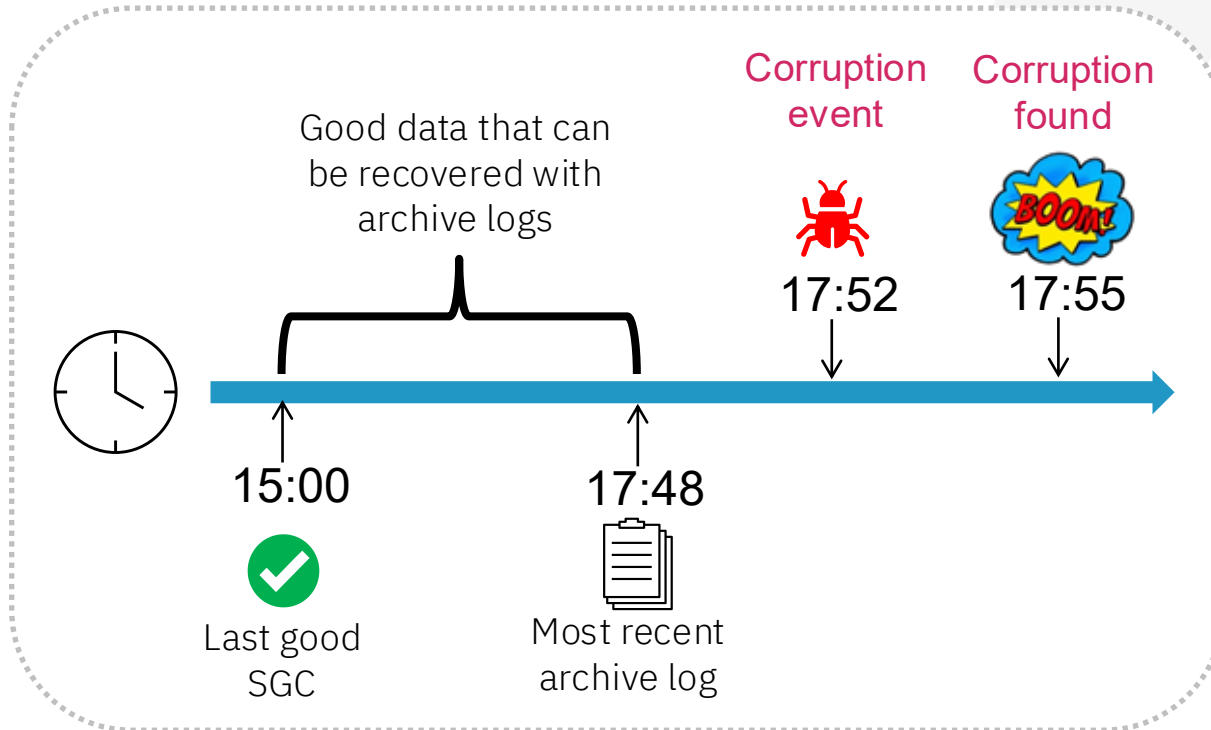 Corruption
event
Corruption
found
Good data that can
be recovered with
archive logs
BOOM!
17:52
17:55
15:00
17:48
Last good
SGC
Most recent
archive log